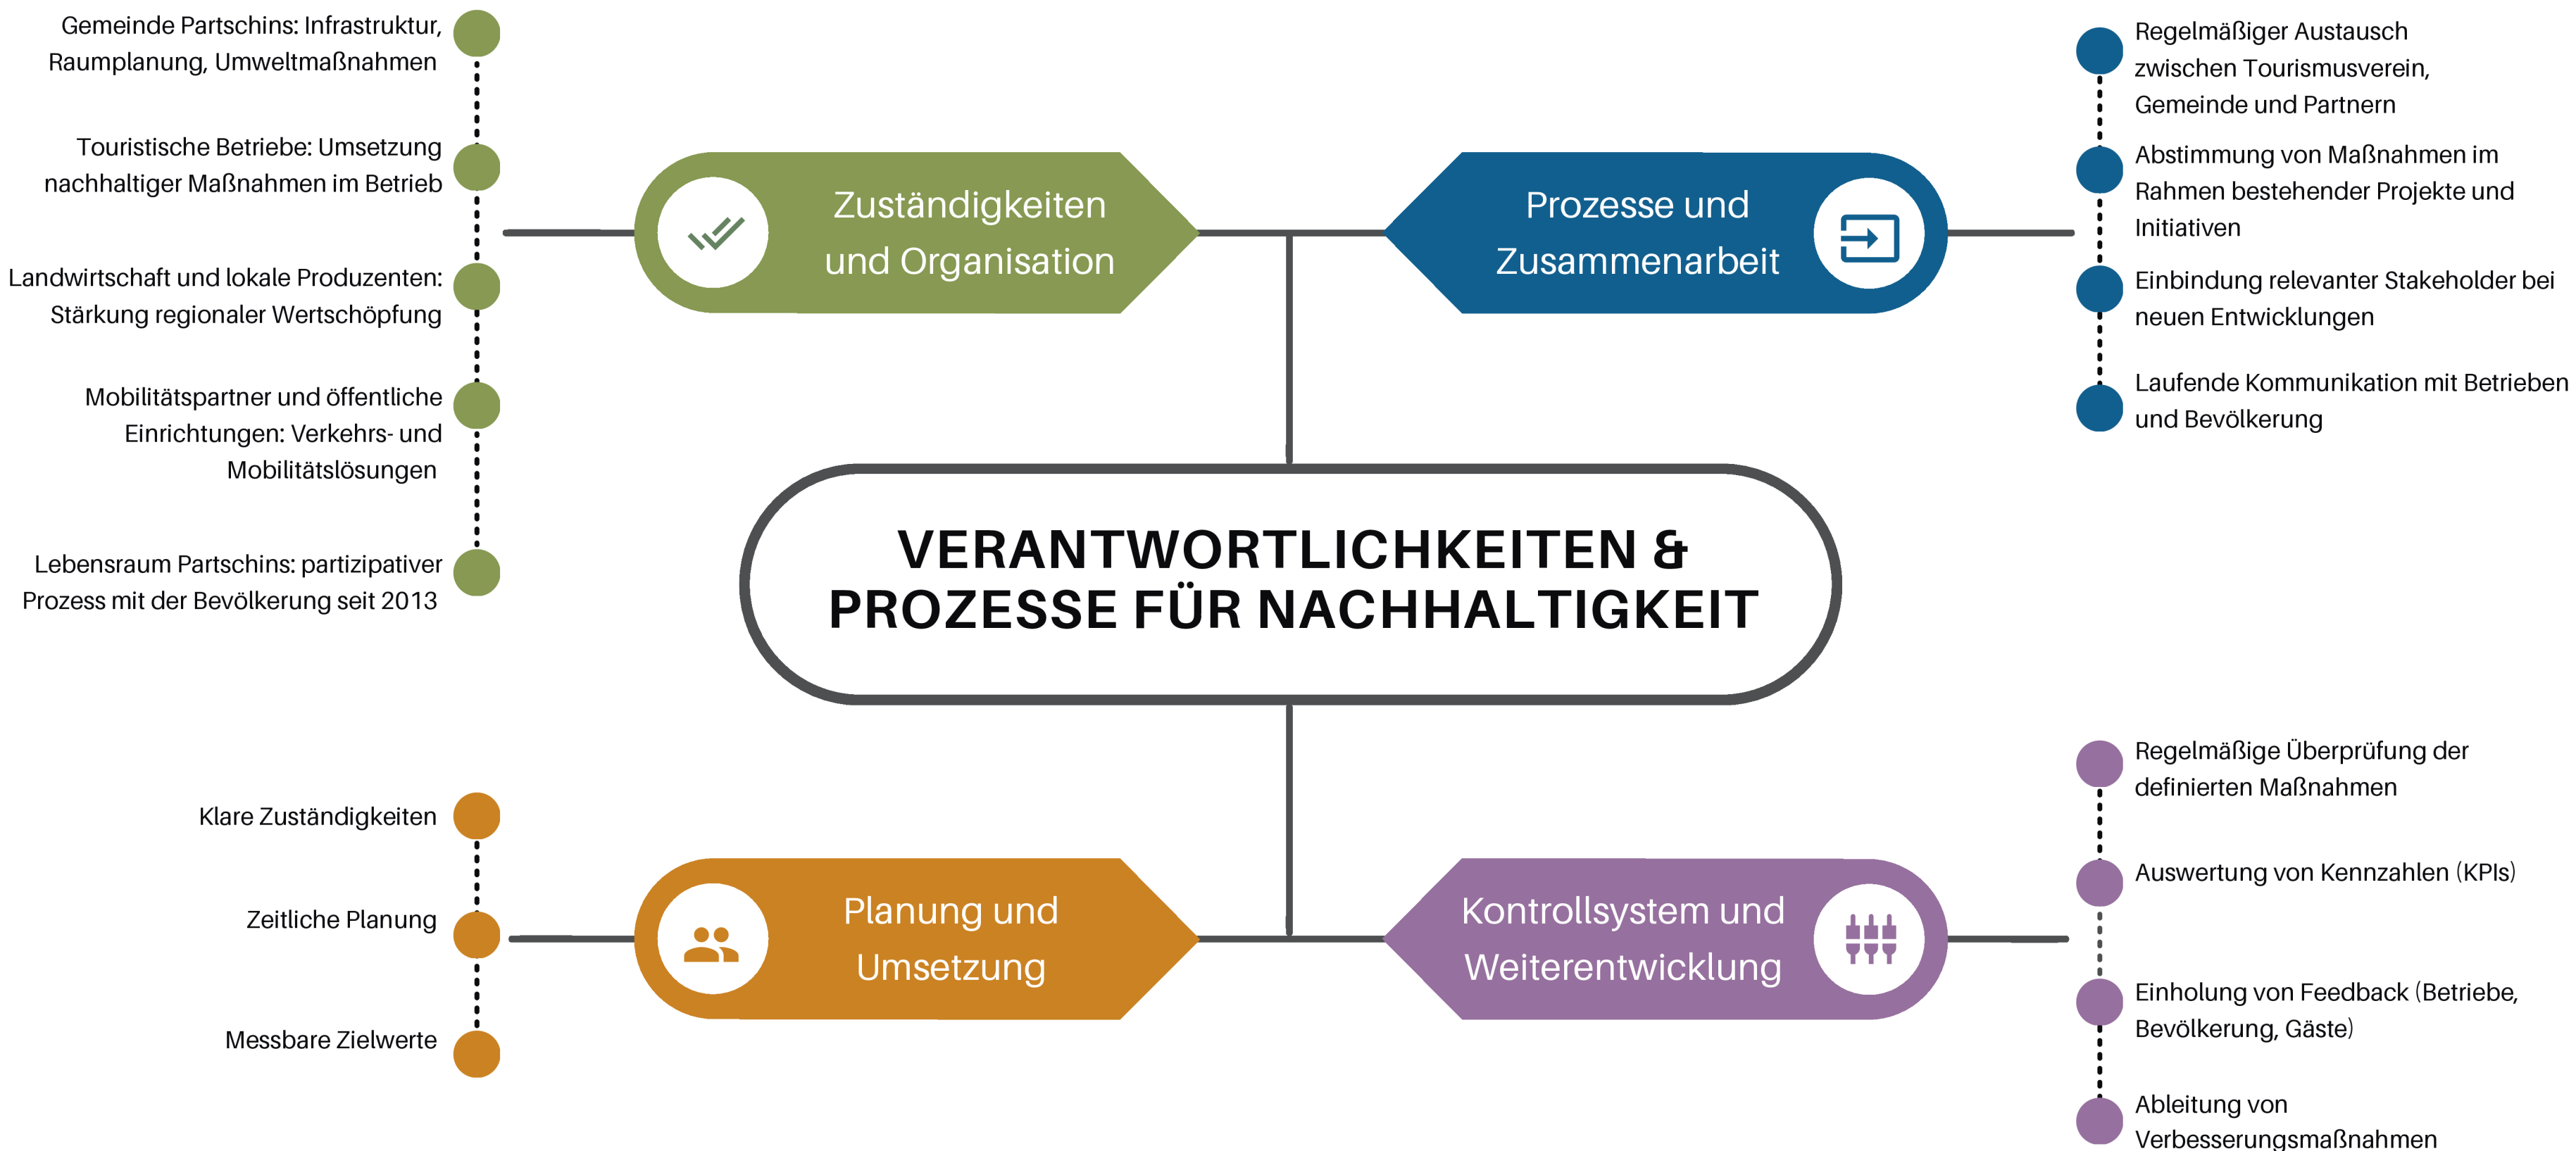 Gemeinde Partschins: Infrastruktur,
Raumplanung, Umweltmaßnahmen
Touristische Betriebe: Umsetzung
nachhaltiger Maßnahmen im Betrieb
Landwirtschaft und lokale Produzenten:
Stärkung regionaler Wertschöpfung
Mobilitätspartner und öffentliche
Einrichtungen: Verkehrs- und
Mobilitätslösungen
Lebensraum Partschins: partizipativer
Prozess mit der Bevölkerung seit 2013
Zuständigkeiten
und Organisation
Prozesse und
Zusammenarbeit
Regelmäßiger Austausch
zwischen Tourismusverein,
Gemeinde und Partnern
Abstimmung von Maßnahmen im
Rahmen bestehender Projekte und
Initiativen
Einbindung relevanter Stakeholder bei
neuen Entwicklungen
Laufende Kommunikation mit Betrieben
und Bevölkerung
VERANTWORTLICHKEITEN &
PROZESSE FÜR NACHHALTIGKEIT
Klare Zuständigkeiten
Zeitliche Planung
Messbare Zielwerte
Planung und
Umsetzung
Kontrollsystem und
Weiterentwicklung
Regelmäßige Überprüfung der
definierten Maßnahmen
Auswertung von Kennzahlen (KPIs)
Einholung von Feedback (Betriebe,
Bevölkerung, Gäste)
Ableitung von
Verbesserungsmaßnahmen